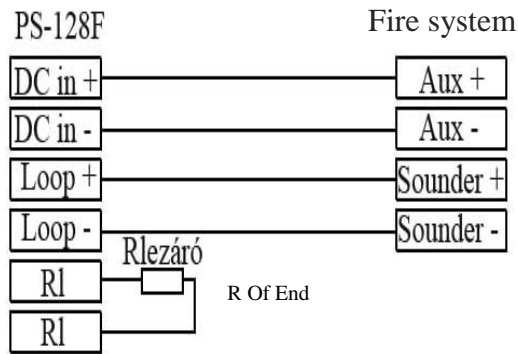 PS-128F Fire system
DC in + Aux +
DC in - Aux -
Loop + Sounder +
Loop - Sounder -
Rlezáró
Rl R Of End
Rl